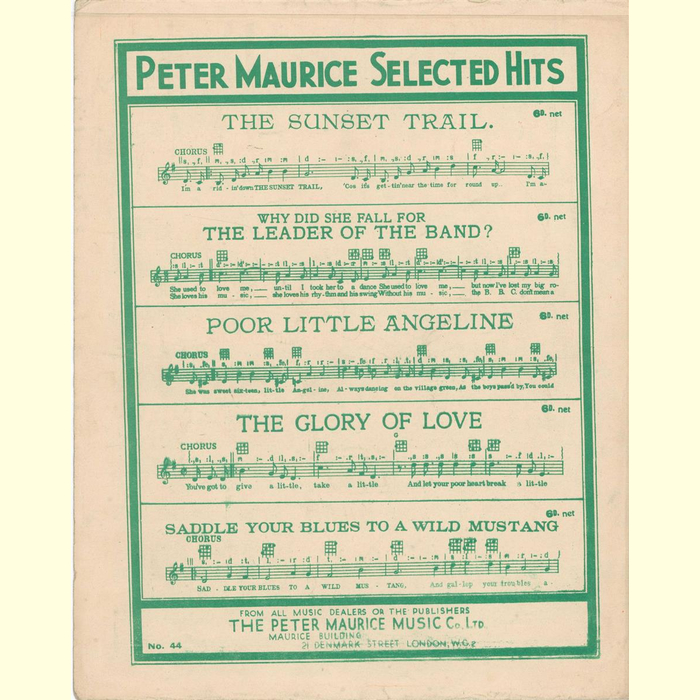 PETER MAURICE SELECTED HITS
THE SUNSET TRAIL.
6D. net
CHORUS
I'm a rid - in' down THE SUNSET TRAIL, 'Cos it's get-tin' near the time for round up. I'm a-
WHY DID SHE FALL FOR
THE LEADER OF THE BAND?
6D. net
CHORUS
She used to love me, un-til I took her to a dance She used to love me, but now I've lost my big ro-
She loves his mu - sic, she loves his rhy-thm and his swing Without his mu - sic, the B. B. C. don't mean a
POOR LITTLE ANGELINE
6D. net
CHORUS
She was sweet six-teen, lit-tle An-gel-ine, Al-ways dancing on the village green, As the boys pass'd by, You could
THE GLORY OF LOVE
6D. net
CHORUS
You've got to give a lit-tle, take a lit-tle And let your poor heart break a lit-tle
SADDLE YOUR BLUES TO A WILD MUSTANG
6D. net
CHORUS
SAD - DLE YOUR BLUES TO A WILD MUS - TANG, And gal-lop your troubles a -
FROM ALL MUSIC DEALERS OR THE PUBLISHERS
THE PETER MAURICE MUSIC Co. LTD.
MAURICE BUILDING
No. 44
21 DENMARK STREET LONDON, W.C.2